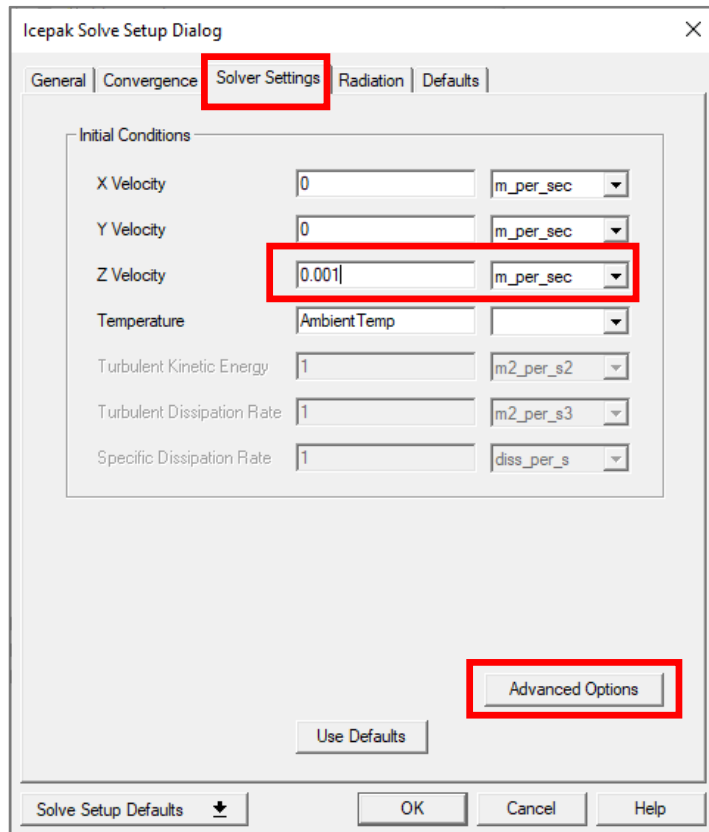 Icepak Solve Setup Dialog
General Convergence Solver Settings Radiation Defaults
Initial Conditions
X Velocity 0 m_per_sec
Y Velocity 0 m_per_sec
Z Velocity 0.001 m_per_sec
Temperature AmbientTemp
Turbulent Kinetic Energy 1 m2_per_s2
Turbulent Dissipation Rate 1 m2_per_s3
Specific Dissipation Rate 1 diss_per_s
Advanced Options
Use Defaults
Solve Setup Defaults OK Cancel Help